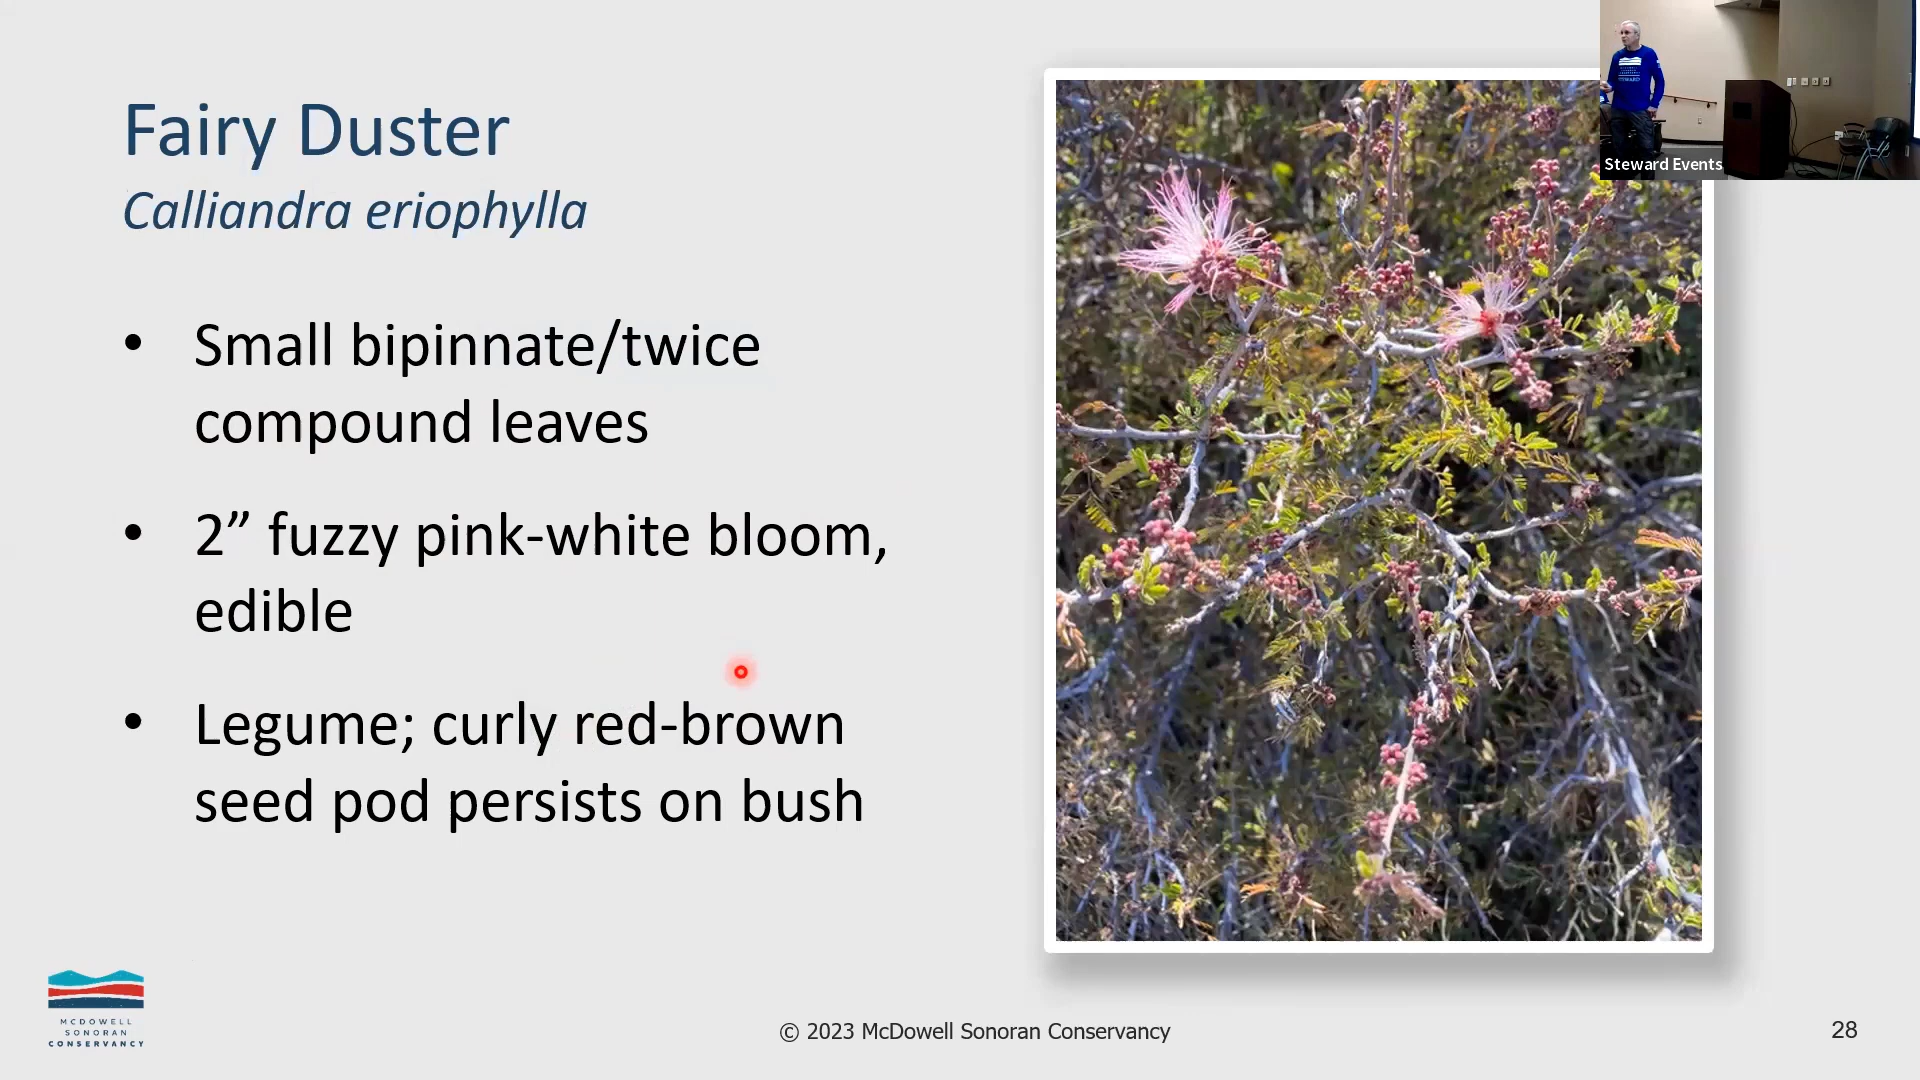 Fairy Duster
Calliandra eriophylla
• Small bipinnate/twice
compound leaves
• 2” fuzzy pink-white bloom,
edible
• Legume; curly red-brown
seed pod persists on bush
Steward Events
MCDOWELL
SONORAN
CONSERVANCY
© 2023 McDowell Sonoran Conservancy
28